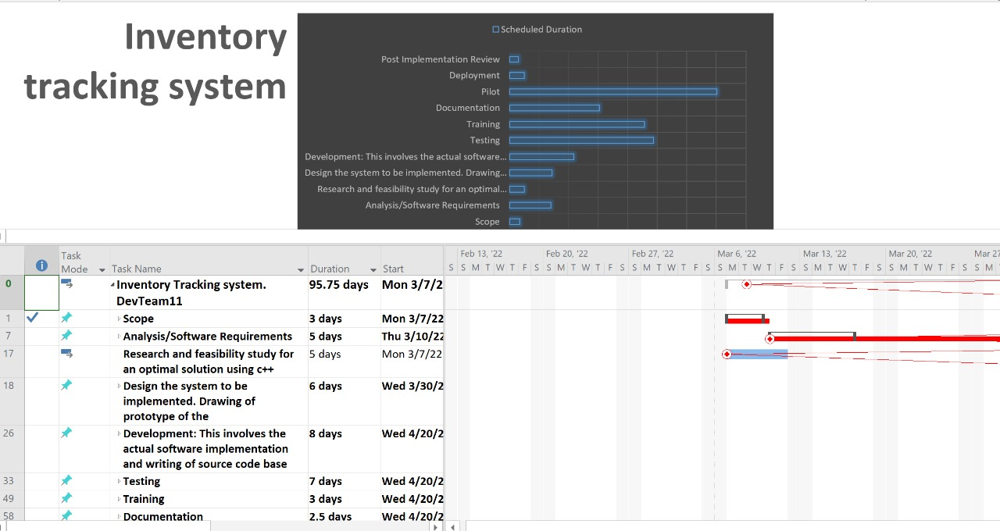 Inventory
tracking system
Scheduled Duration
Post Implementation Review
Deployment
Pilot
Documentation
Training
Testing
Development: This involves the actual software...
Design the system to be implemented. Drawing...
Research and feasibility study for an optimal...
Analysis/Software Requirements
Scope
Task Mode Task Name Duration Start
Feb 13, '22 Feb 20, '22 Feb 27, '22 Mar 6, '22 Mar 13, '22 Mar 20, '22 Mar 27
S S M T W T F S S M T W T F S S M T W T F S S M T W T F S S M T W T F S S M T W T F S S M
0 Inventory Tracking system. DevTeam11 95.75 days Mon 3/7/2
1 Scope 3 days Mon 3/7/22
7 Analysis/Software Requirements 5 days Thu 3/10/22
17 Research and feasibility study for an optimal solution using c++ 5 days Mon 3/7/22
18 Design the system to be implemented. Drawing of prototype of the 6 days Wed 3/30/2
26 Development: This involves the actual software implementation and writing of source code base 8 days Wed 4/20/2
33 Testing 7 days Wed 4/20/2
49 Training 3 days Wed 4/20/2
58 Documentation 2.5 days Wed 4/20/2